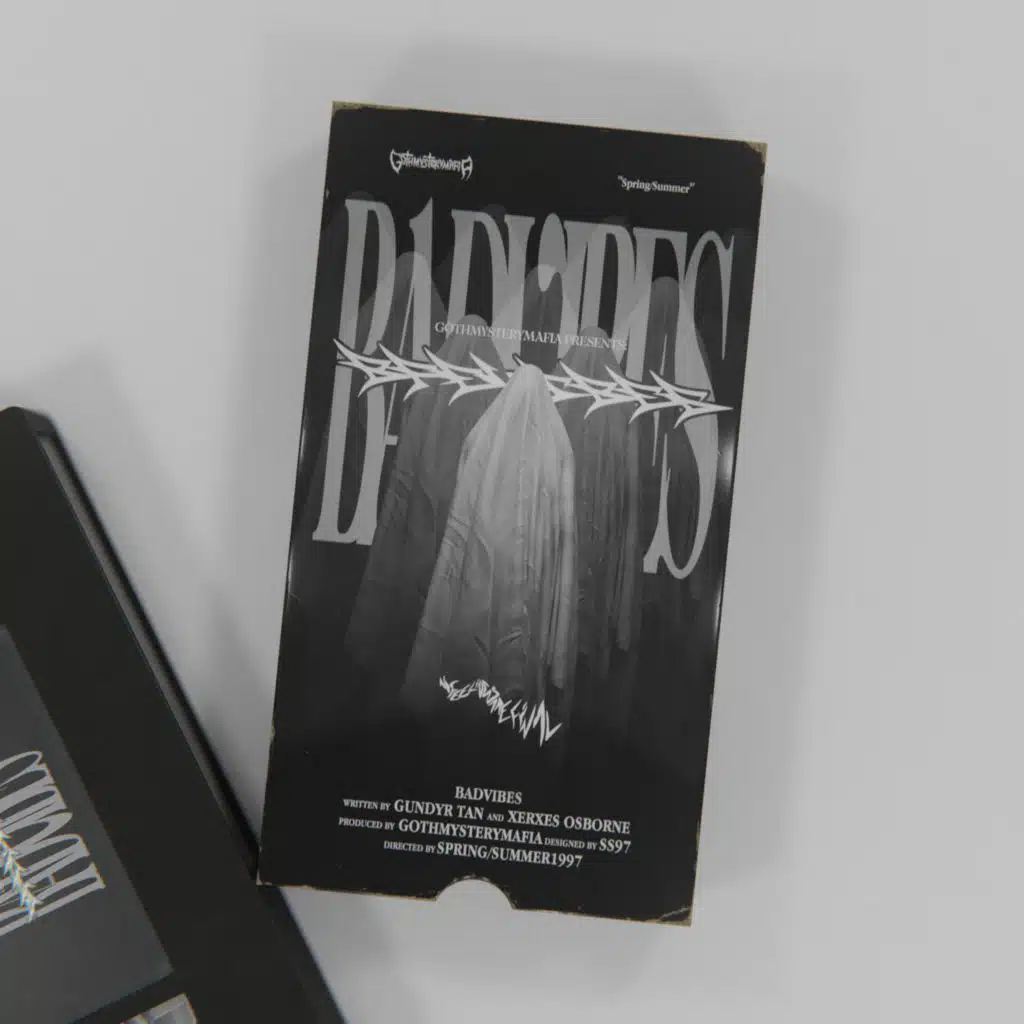 GOTHMYSTERYMAFIA
"Spring/Summer"
BADVIBES
GOTHMYSTERYMAFIA PRESENTS:
BADVIBES
BADVIBES
WRITTEN BY GUNDYR TAN AND XERXES OSBORNE
PRODUCED BY GOTHMYSTERYMAFIA DESIGNED BY SS97
DIRECTED BY SPRING/SUMMER1997